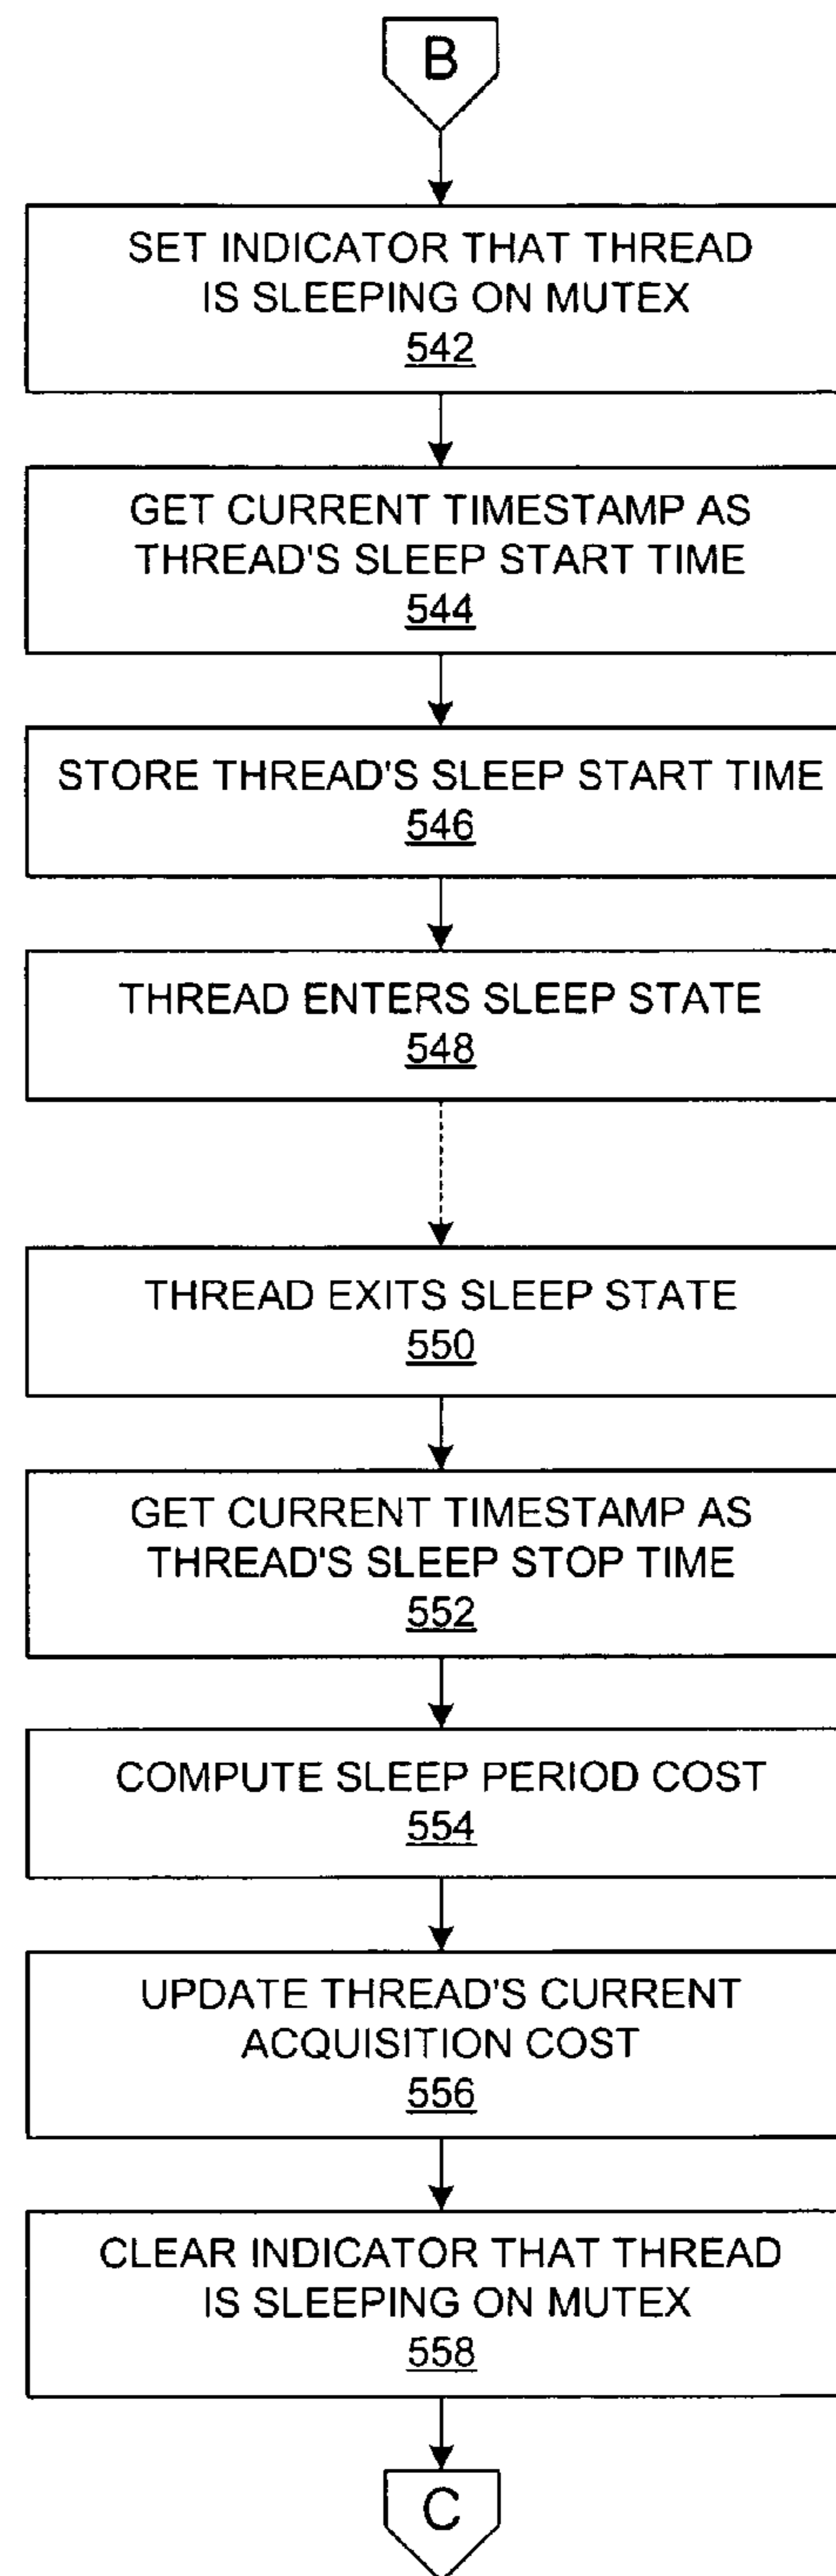 B
SET INDICATOR THAT THREAD
IS SLEEPING ON MUTEX
542
GET CURRENT TIMESTAMP AS
THREAD'S SLEEP START TIME
544
STORE THREAD'S SLEEP START TIME
546
THREAD ENTERS SLEEP STATE
548
THREAD EXITS SLEEP STATE
550
GET CURRENT TIMESTAMP AS
THREAD'S SLEEP STOP TIME
552
COMPUTE SLEEP PERIOD COST
554
UPDATE THREAD'S CURRENT
ACQUISITION COST
556
CLEAR INDICATOR THAT THREAD
IS SLEEPING ON MUTEX
558
C